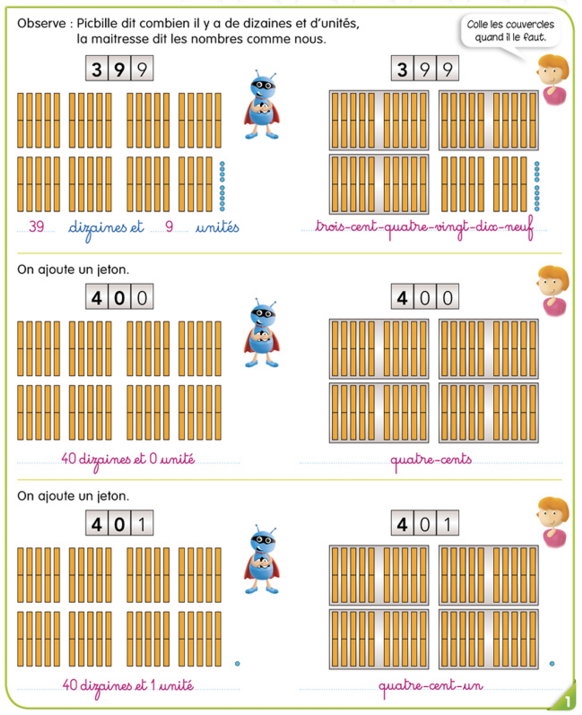 Observe : Picbille dit combien il y a de dizaines et d'unités,
la maitresse dit les nombres comme nous.
Colle les couvercles
quand il le faut.
3 9 9
3 9 9
39 dizaines et 9 unités
trois-cent-quatre-vingt-dix-neuf
On ajoute un jeton.
4 0 0
4 0 0
40 dizaines et 0 unité
quatre-cents
On ajoute un jeton.
4 0 1
4 0 1
40 dizaines et 1 unité
quatre-cent-un
1